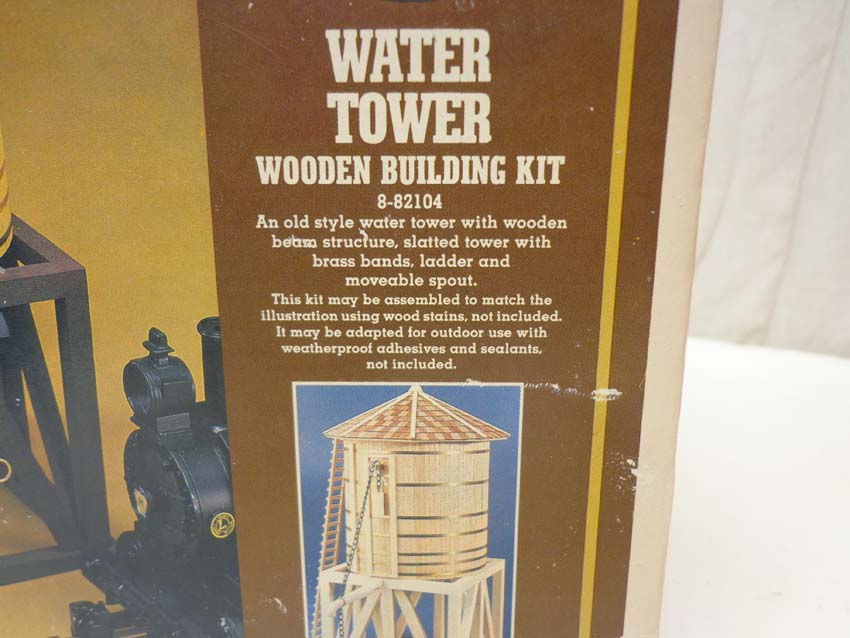 WATER
TOWER
WOODEN BUILDING KIT
8-82104
An old style water tower with wooden
beam structure, slatted tower with
brass bands, ladder and
moveable spout.
This kit may be assembled to match the
illustration using wood stains, not included.
It may be adapted for outdoor use with
weatherproof adhesives and sealants,
not included.